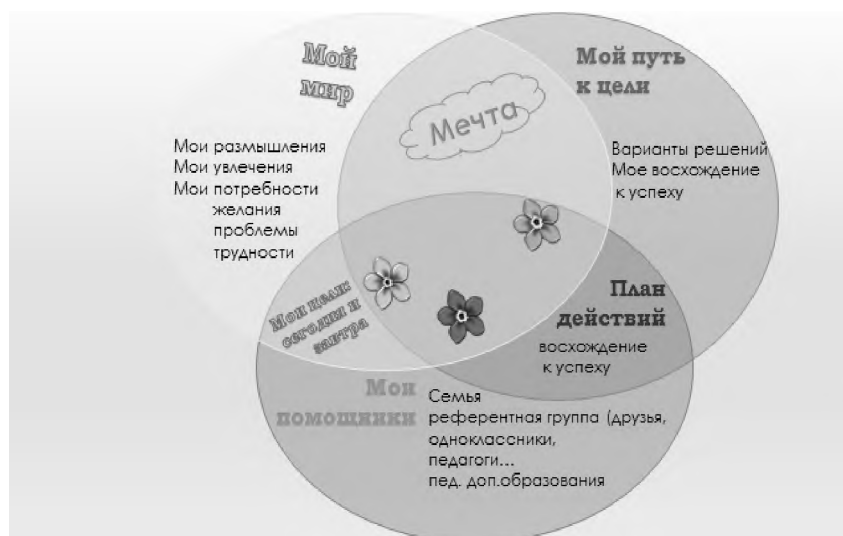 Мой
мир
Мои размышления
Мои увлечения
Мои потребности
желания
проблемы
трудности
Мечта
Мой путь
к цели
Варианты решений
Мое восхождение
к успеху
Мои цели:
сегодня и
завтра
План
действий
восхождение
к успеху
Мои
помощники
Семья
референтная группа (друзья,
одноклассники,
педагоги...
пед. доп.образования